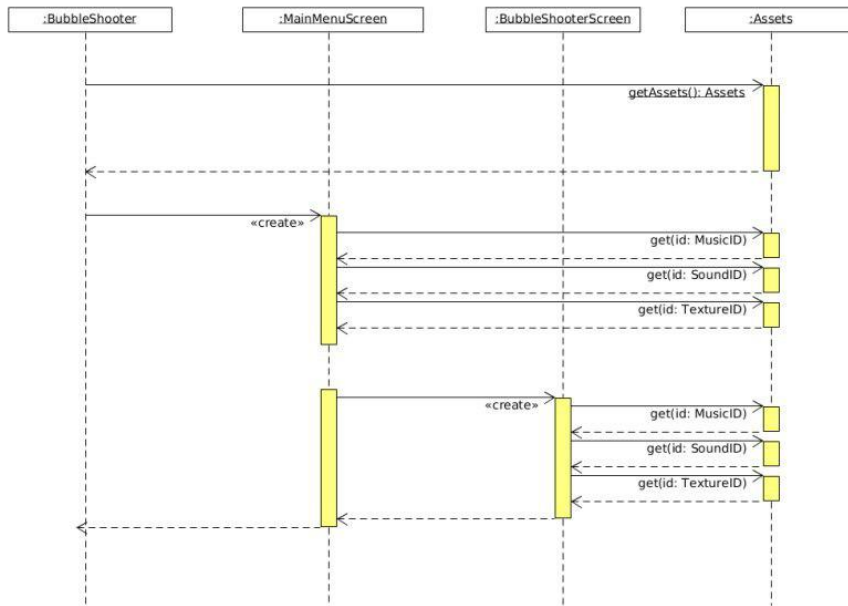 :BubbleShooter
:MainMenuScreen
:BubbleShooterScreen
:Assets
getAssets(): Assets
«create»
get(id: MusicID)
get(id: SoundID)
get(id: TextureID)
«create»
get(id: MusicID)
get(id: SoundID)
get(id: TextureID)